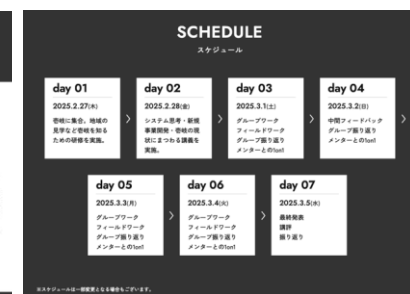 SCHEDULE
スケジュール
day 01
2025.2.27(木)
壱岐に集合。地域の
見学など壱岐を知る
ための研修を実施。
day 02
2025.2.28(金)
システム思考・新規
事業開発・壱岐の現
状にまつわる講義を
実施。
day 03
2025.3.1(土)
グループワーク
フィールドワーク
グループ振り返り
メンターとの1on1
day 04
2025.3.2(日)
中間フィードバック
グループ振り返り
メンターとの1on1
day 05
2025.3.3(月)
グループワーク
フィールドワーク
グループ振り返り
メンターとの1on1
day 06
2025.3.4(火)
グループワーク
フィールドワーク
グループ振り返り
メンターとの1on1
day 07
2025.3.5(水)
最終発表
講評
振り返り
※スケジュールは一部変更となる場合もございます。